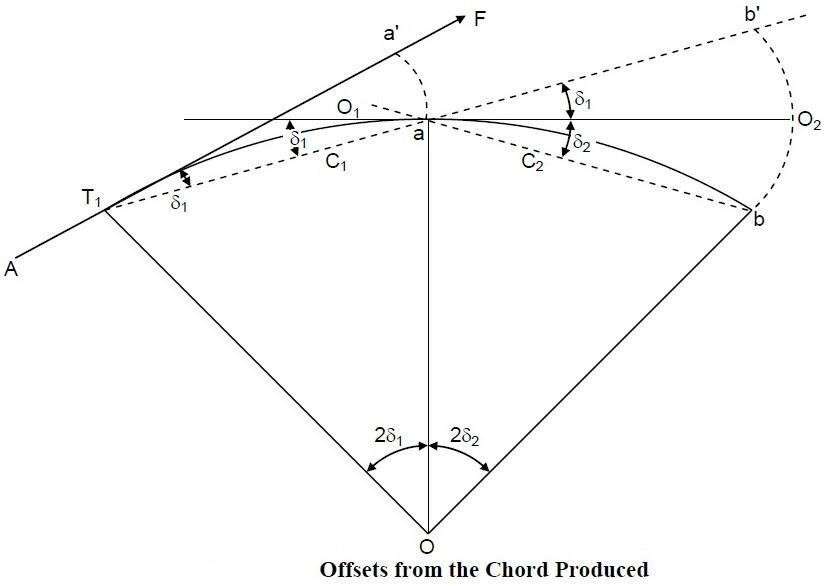 F
a'
b'
O₁
δ₁
O₂
δ₁
a
δ₂
C₁
C₂
T₁
δ₁
b
A
2δ₁
2δ₂
O
Offsets from the Chord Produced